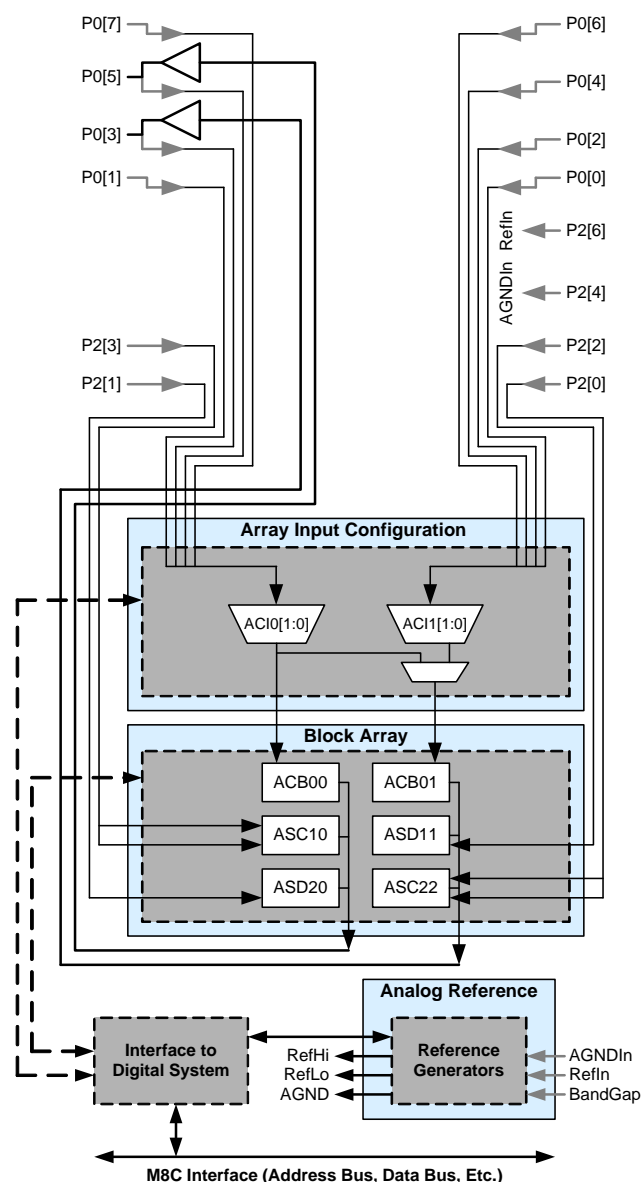 P0[7]
P0[6]
P0[5]
P0[4]
P0[3]
P0[2]
P0[1]
P0[0]
AGNDIn RefIn
P2[6]
P2[4]
P2[3]
P2[2]
P2[1]
P2[0]
Array Input Configuration
ACI0[1:0]
ACI1[1:0]
Block Array
ACB00
ACB01
ASC10
ASD11
ASD20
ASC22
Analog Reference
Interface to
Digital System
RefHi
RefLo
AGND
Reference
Generators
AGNDIn
RefIn
BandGap
M8C Interface (Address Bus, Data Bus, Etc.)